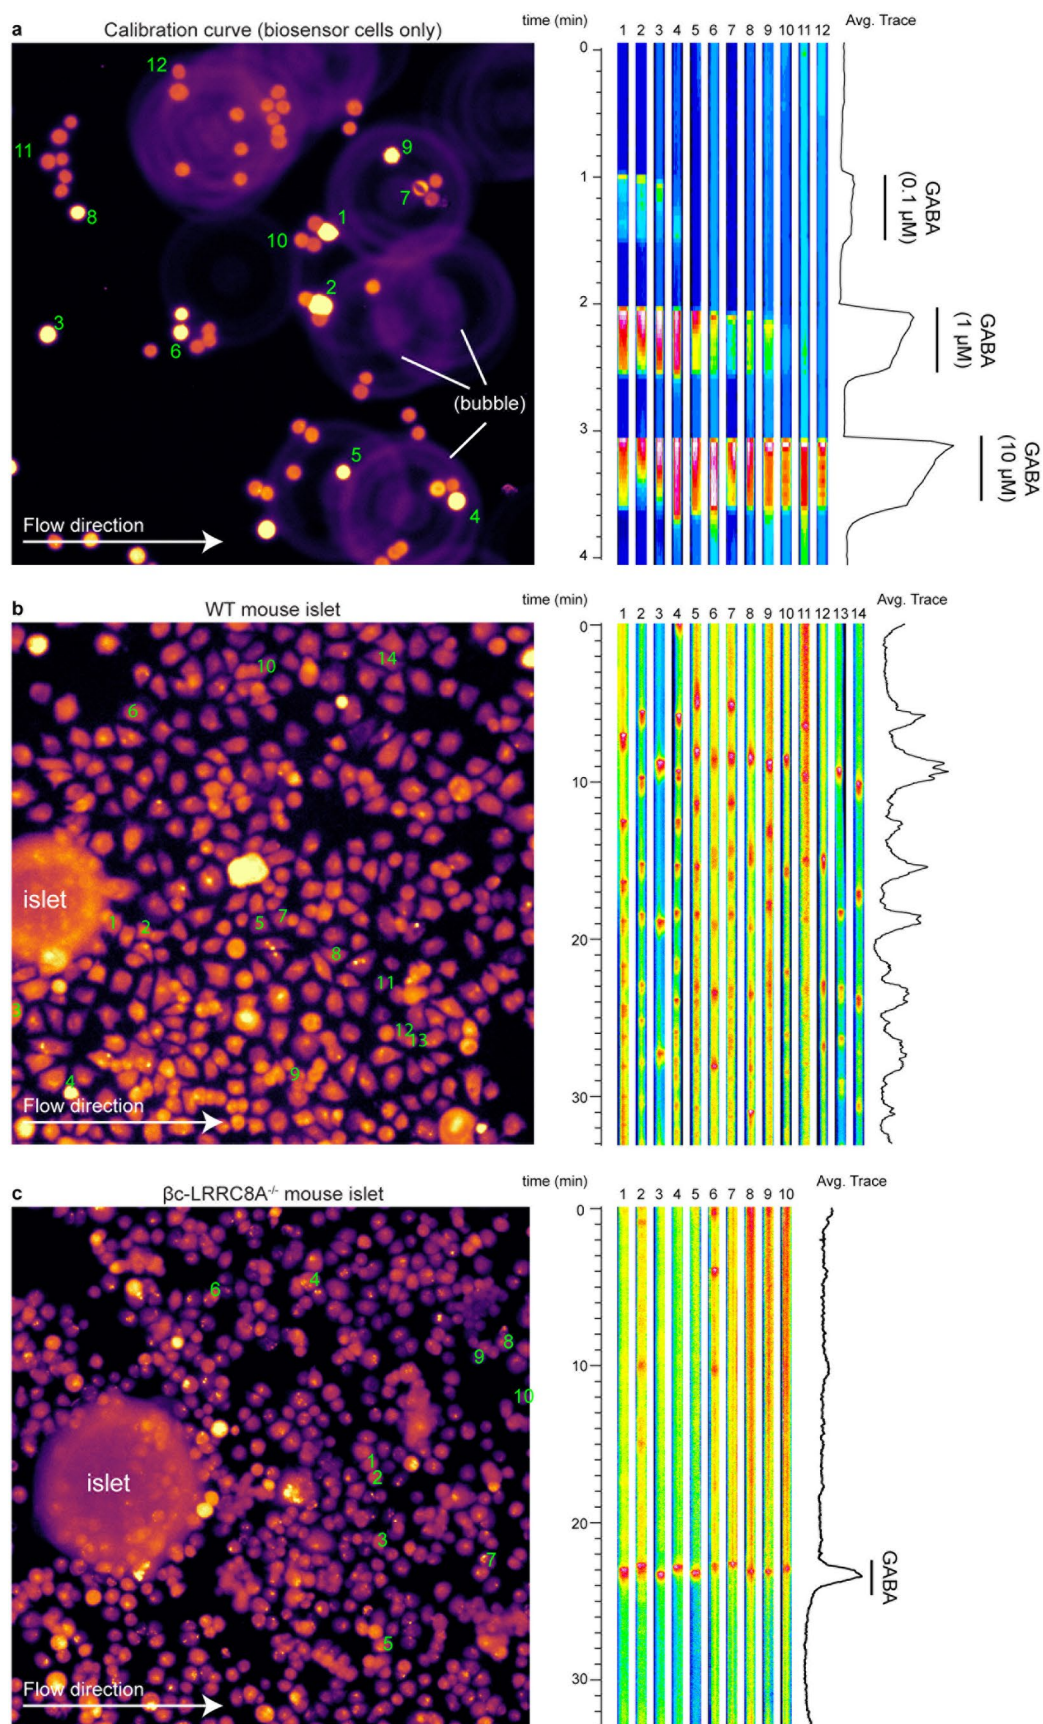 a
Calibration curve (biosensor cells only)
time (min)
1 2 3 4 5 6 7 8 9 10 11 12
Avg. Trace
12
11
9
8
7
1
10
2
3
6
(bubble)
5
4
Flow direction
0
1
2
3
4
GABA
(0.1 µM)
GABA
(1 µM)
GABA
(10 µM)
b
WT mouse islet
time (min)
1 2 3 4 5 6 7 8 9 10 11 12 13 14
Avg. Trace
14
10
6
islet
1
2
5
7
8
11
3
12
13
9
4
Flow direction
0
10
20
30
c
βc-LRRC8A-/- mouse islet
time (min)
1 2 3 4 5 6 7 8 9 10
Avg. Trace
4
6
8
9
10
1
2
islet
3
7
5
Flow direction
0
10
20
30
GABA